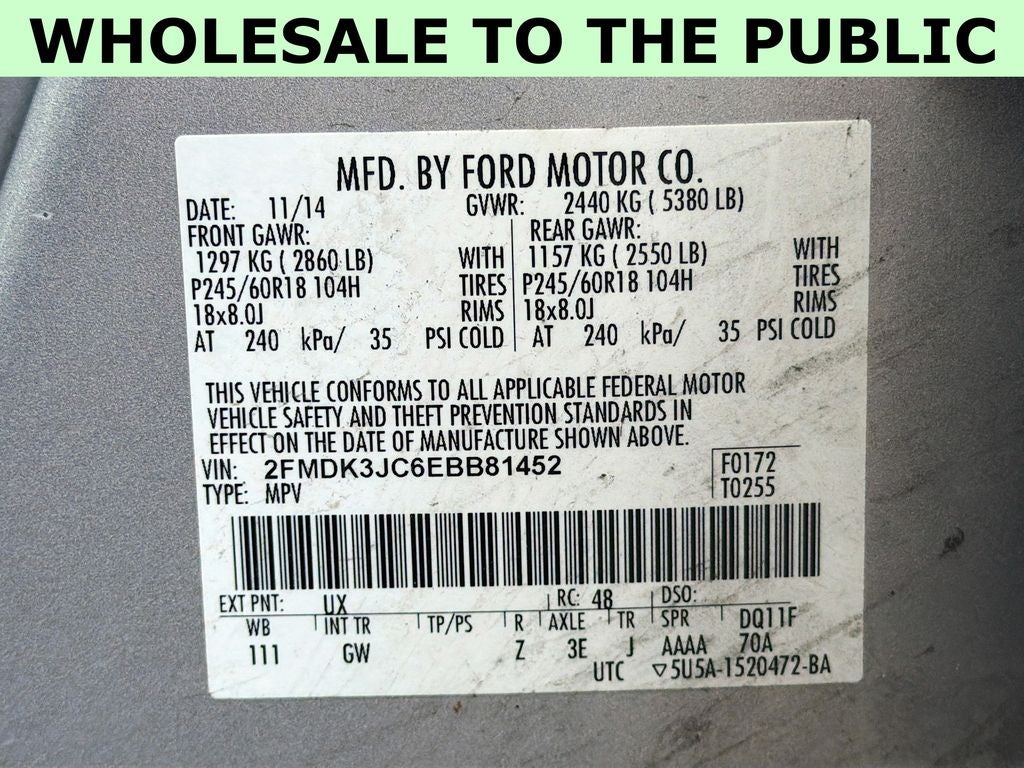 WHOLESALE TO THE PUBLIC
MFD. BY FORD MOTOR CO.
DATE: 11/14 GVWR: 2440 KG ( 5380 LB)
FRONT GAWR: REAR GAWR:
1297 KG ( 2860 LB) WITH 1157 KG ( 2550 LB) WITH
P245/60R18 104H TIRES P245/60R18 104H TIRES
18x8.0J RIMS 18x8.0J RIMS
AT 240 kPa/ 35 PSI COLD AT 240 kPa/ 35 PSI COLD
THIS VEHICLE CONFORMS TO ALL APPLICABLE FEDERAL MOTOR
VEHICLE SAFETY AND THEFT PREVENTION STANDARDS IN
EFFECT ON THE DATE OF MANUFACTURE SHOWN ABOVE.
VIN: 2FMDK3JC6EBB81452 F0172
TYPE: MPV T0255
EXT PNT: UX RC: 48 DSO:
WB INT TR TP/PS R AXLE TR SPR DQ11F
111 GW Z 3E J AAAA 70A
UTC ▽5U5A-1520472-BA